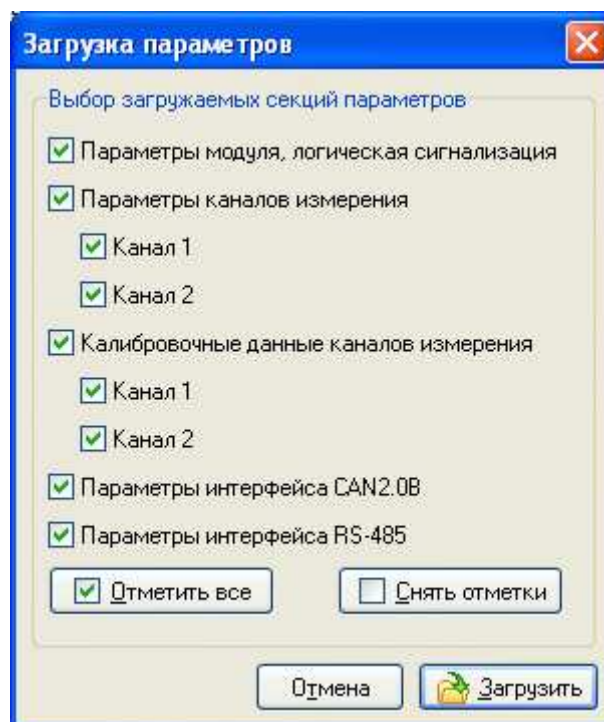 Загрузка параметров
Выбор загружаемых секций параметров
Параметры модуля, логическая сигнализация
Параметры каналов измерения
Канал 1
Канал 2
Калибровочные данные каналов измерения
Канал 1
Канал 2
Параметры интерфейса CAN2.0B
Параметры интерфейса RS-485
Отметить все Снять отметки
Отмена Загрузить